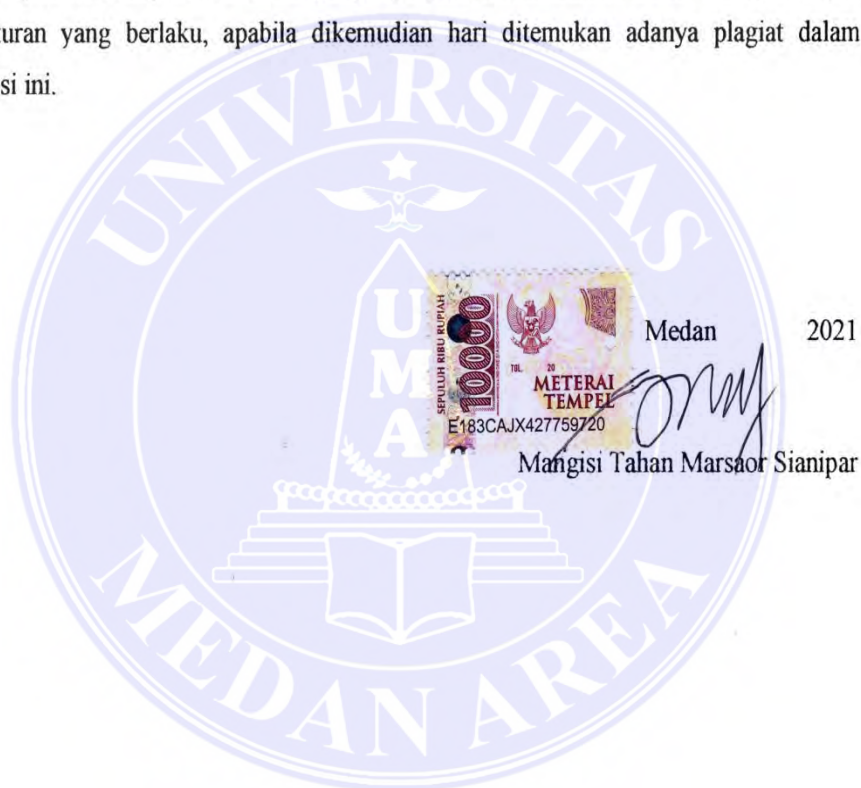 turan yang berlaku, apabila dikemudian hari ditemukan adanya plagiat dalam
si ini.
UNIVERSITAS
UMA
SEPULUH RIBU RUPIAH
10000
TGL. 20
METERAI
TEMPEL
E183CAJX427759720
Medan 2021
Mangisi Tahan Marsaor Sianipar
MEDAN AREA